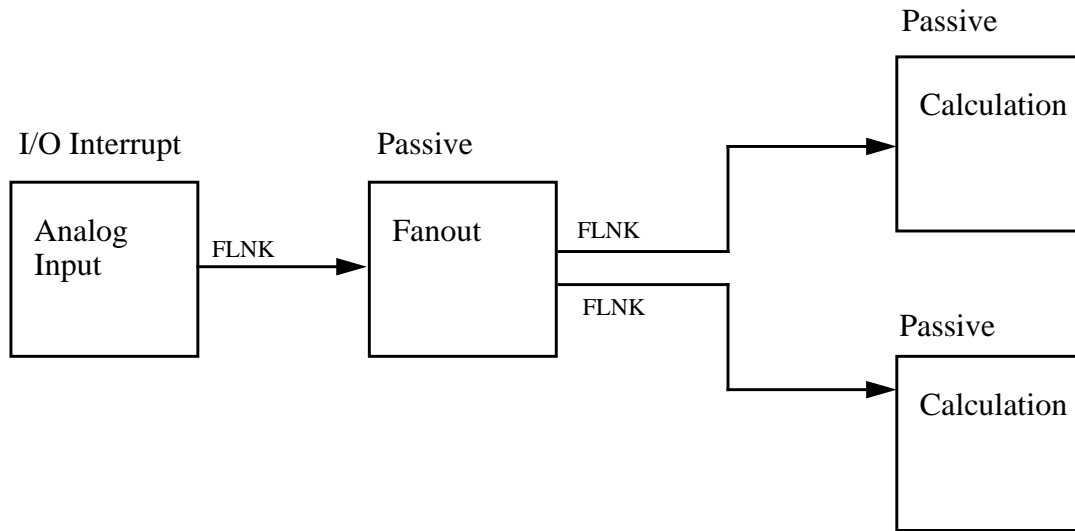 Passive
Calculation
I/O Interrupt
Passive
Analog
Input
FLNK
Fanout
FLNK
FLNK
Passive
Calculation